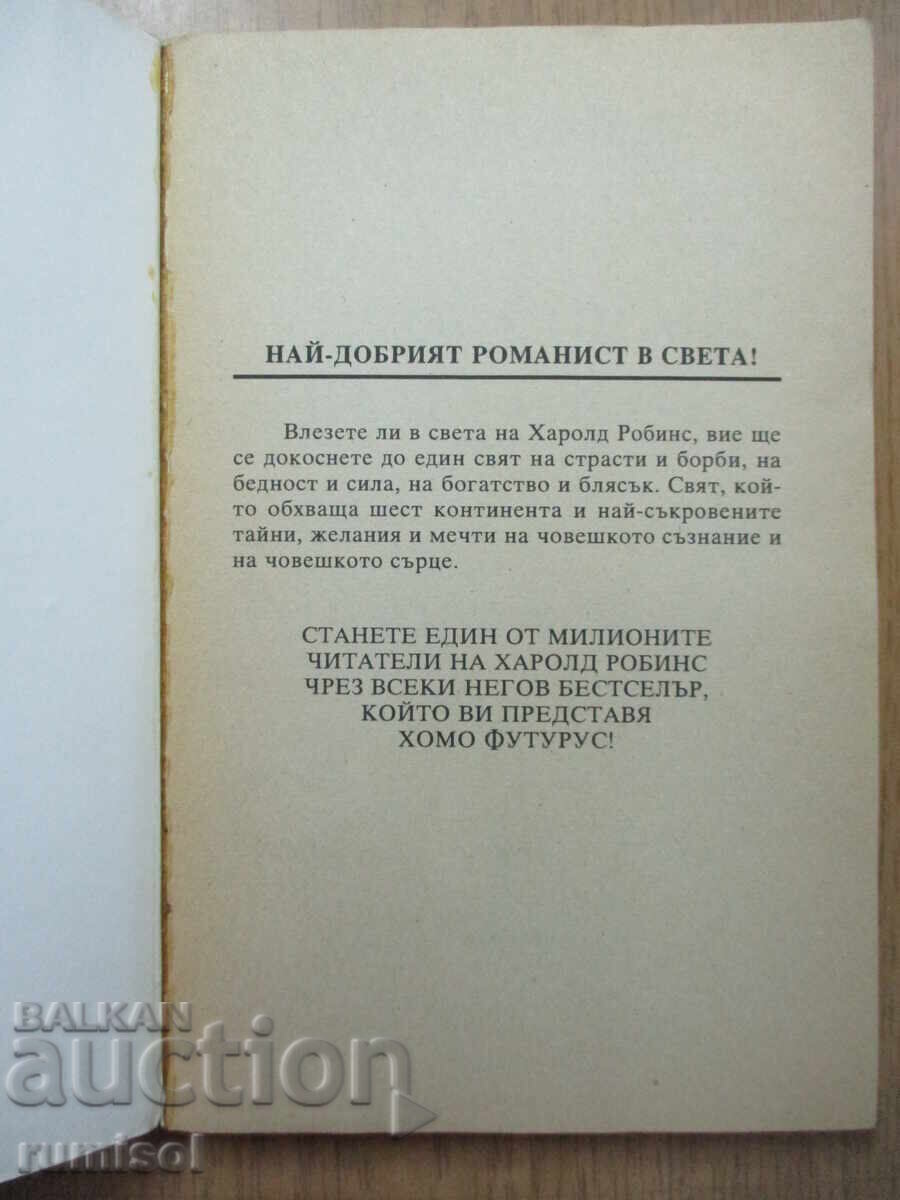 НАЙ-ДОБРИЯТ РОМАНИСТ В СВЕТА!
Влезете ли в света на Харолд Робинс, вие ще
се докоснете до един свят на страсти и борби, на
бедност и сила, на богатство и блясък. Свят, кой-
то обхваща шест континента и най-съкровените
тайни, желания и мечти на човешкото съзнание и
на човешкото сърце.
СТАНЕТЕ ЕДИН ОТ МИЛИОНИТЕ
ЧИТАТЕЛИ НА ХАРОЛД РОБИНС
ЧРЕЗ ВСЕКИ НЕГОВ БЕСТСЕЛЪР,
КОЙТО ВИ ПРЕДСТАВЯ
ХОМО ФУТУРУС!
BALKAN
auction
rumisol